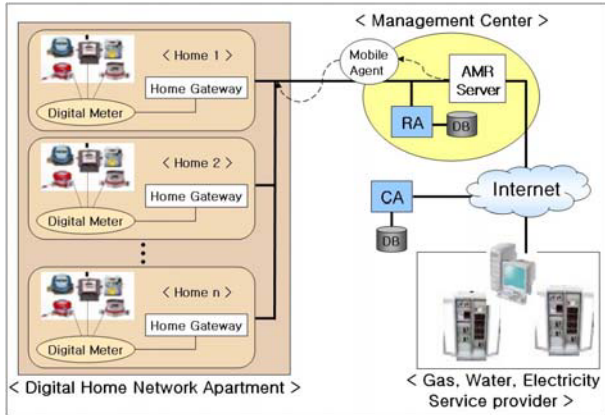 < Management Center >
< Home 1 >
Home Gateway
Digital Meter
Mobile
Agent
AMR
Server
RA
DB
< Home 2 >
Home Gateway
Digital Meter
CA
DB
Internet
< Home n >
Home Gateway
Digital Meter
< Digital Home Network Apartment >
< Gas, Water, Electricity
Service provider >